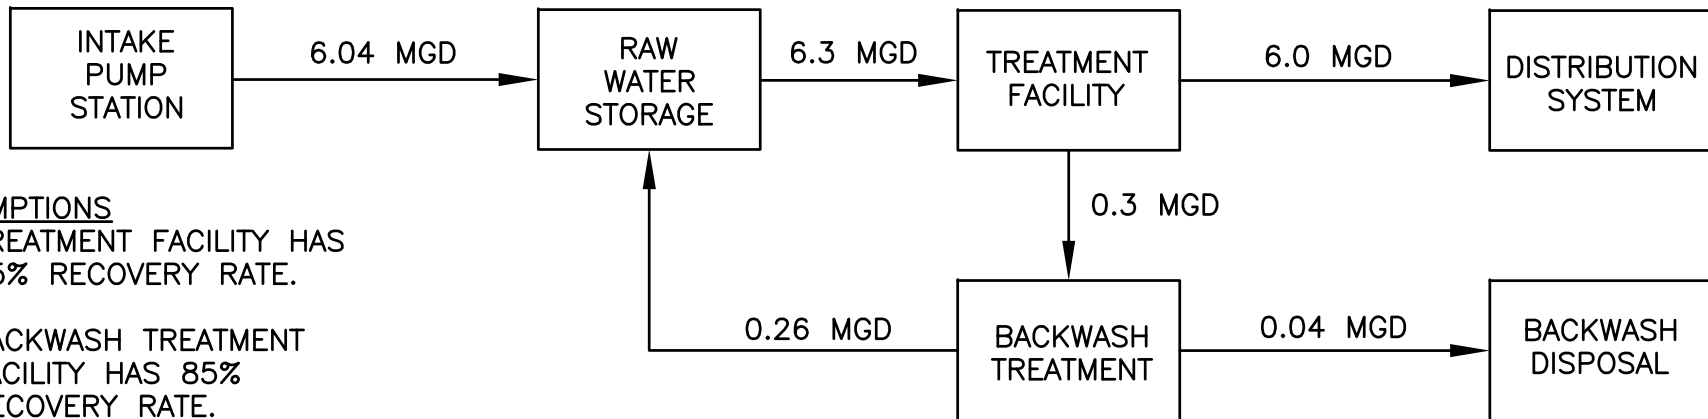 INTAKE
PUMP
STATION
6.04 MGD
RAW
WATER
STORAGE
6.3 MGD
TREATMENT
FACILITY
6.0 MGD
DISTRIBUTION
SYSTEM
0.3 MGD
MPTIONS
REATMENT FACILITY HAS
5% RECOVERY RATE.
ACKWASH TREATMENT
ACILITY HAS 85%
ECOVERY RATE.
0.26 MGD
BACKWASH
TREATMENT
0.04 MGD
BACKWASH
DISPOSAL